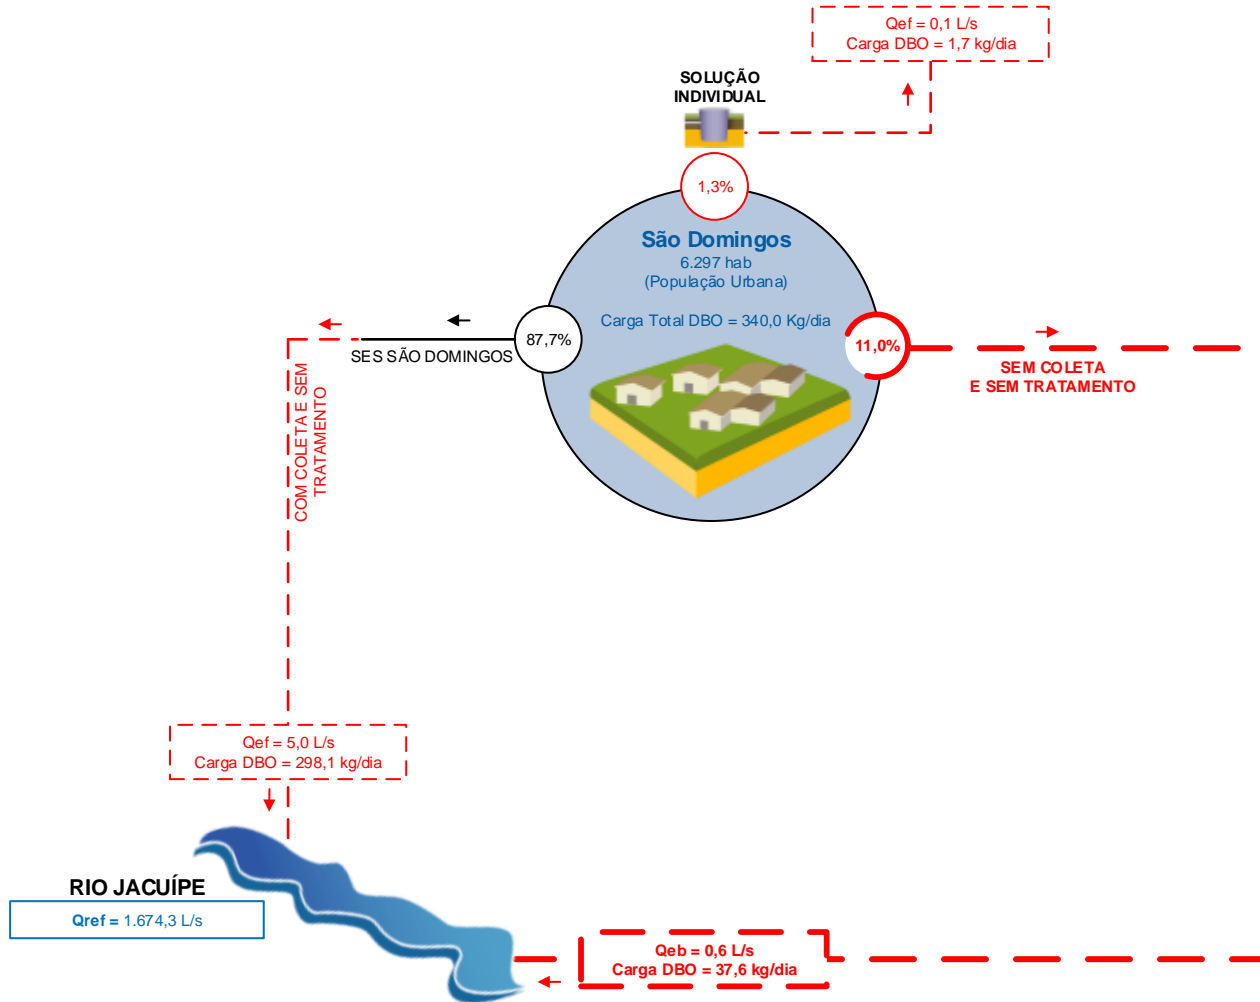 Qef = 0,1 L/s
Carga DBO = 1,7 kg/dia
SOLUÇÃO
INDIVIDUAL
1,3%
São Domingos
6.297 hab
(População Urbana)
Carga Total DBO = 340,0 Kg/dia
87,7%
11,0%
SES SÃO DOMINGOS
SEM COLETA
E SEM TRATAMENTO
COM COLETA E SEM
TRATAMENTO
Qef = 5,0 L/s
Carga DBO = 298,1 kg/dia
RIO JACUÍPE
Qref = 1.674,3 L/s
Qeb = 0,6 L/s
Carga DBO = 37,6 kg/dia